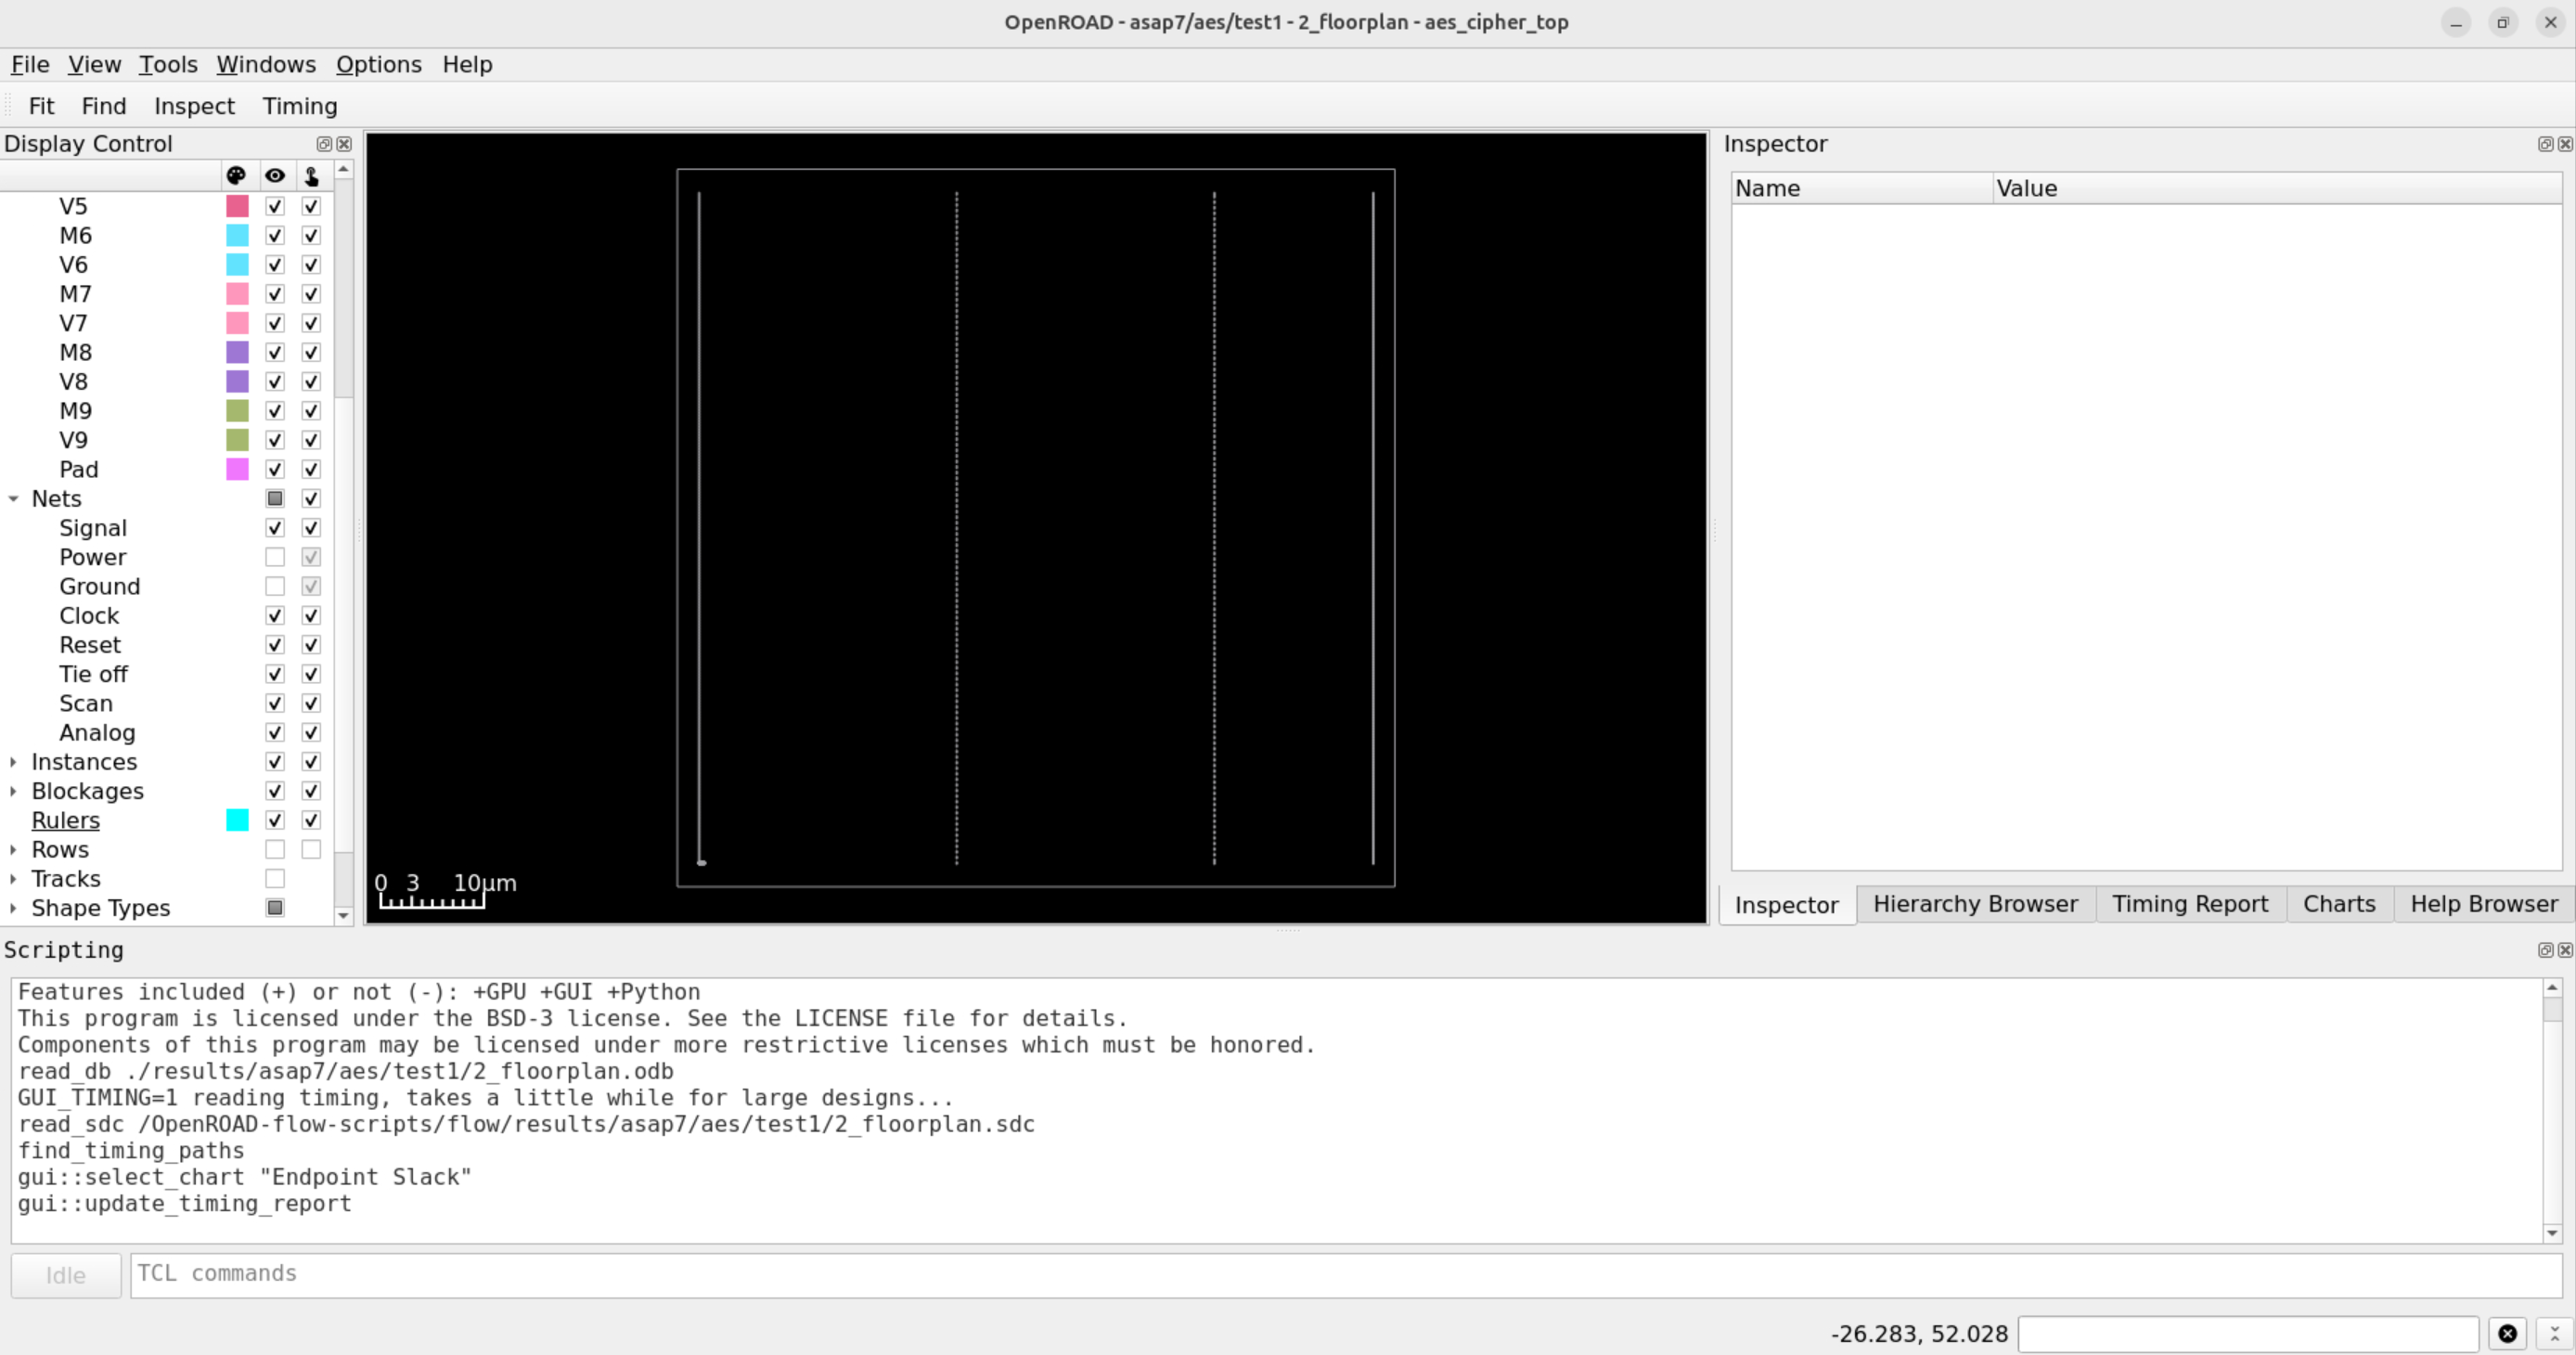 OpenROAD - asap7/aes/test1 - 2_floorplan - aes_cipher_top
File View Tools Windows Options Help
Fit Find Inspect Timing
Display Control
V5
M6
V6
M7
V7
M8
V8
M9
V9
Pad
Nets
Signal
Power
Ground
Clock
Reset
Tie off
Scan
Analog
Instances
Blockages
Rulers
Rows
Tracks
Shape Types
0 3 10μm
Inspector
Name Value
Inspector Hierarchy Browser Timing Report Charts Help Browser
Scripting
Features included (+) or not (-): +GPU +GUI +Python
This program is licensed under the BSD-3 license. See the LICENSE file for details.
Components of this program may be licensed under more restrictive licenses which must be honored.
read_db ./results/asap7/aes/test1/2_floorplan.odb
GUI_TIMING=1 reading timing, takes a little while for large designs...
read_sdc /OpenROAD-flow-scripts/flow/results/asap7/aes/test1/2_floorplan.sdc
find_timing_paths
gui::select_chart "Endpoint Slack"
gui::update_timing_report
Idle TCL commands
-26.283, 52.028